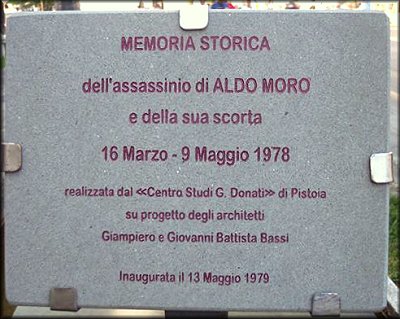 MEMORIA STORICA
dell'assassinio di ALDO MORO
e della sua scorta
16 Marzo - 9 Maggio 1978
realizzata dal «Centro Studi G. Donati» di Pistoia
su progetto degli architetti
Giampiero e Giovanni Battista Bassi
Inaugurata il 13 Maggio 1979